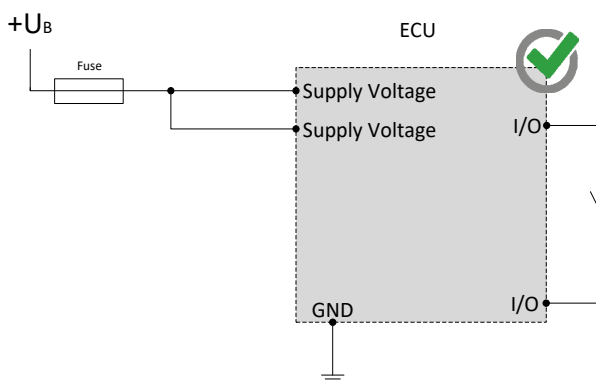 +UB
ECU
Fuse
Supply Voltage
Supply Voltage
I/O
I/O
GND